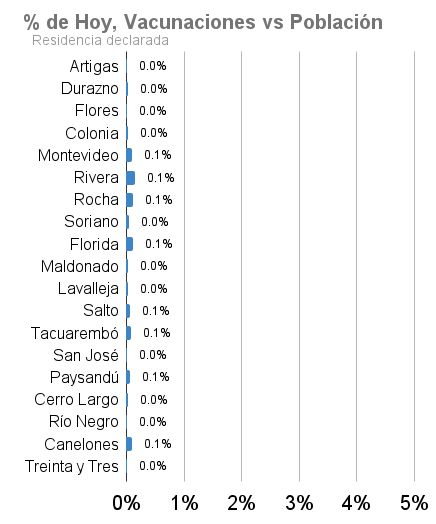 % de Hoy, Vacunaciones vs Población
Residencia declarada
Artigas 0.0%
Durazno 0.0%
Flores 0.0%
Colonia 0.0%
Montevideo 0.1%
Rivera 0.1%
Rocha 0.1%
Soriano 0.0%
Florida 0.1%
Maldonado 0.0%
Lavalleja 0.0%
Salto 0.1%
Tacuarembó 0.1%
San José 0.0%
Paysandú 0.1%
Cerro Largo 0.0%
Río Negro 0.0%
Canelones 0.1%
Treinta y Tres 0.0%
0% 1% 2% 3% 4% 5%